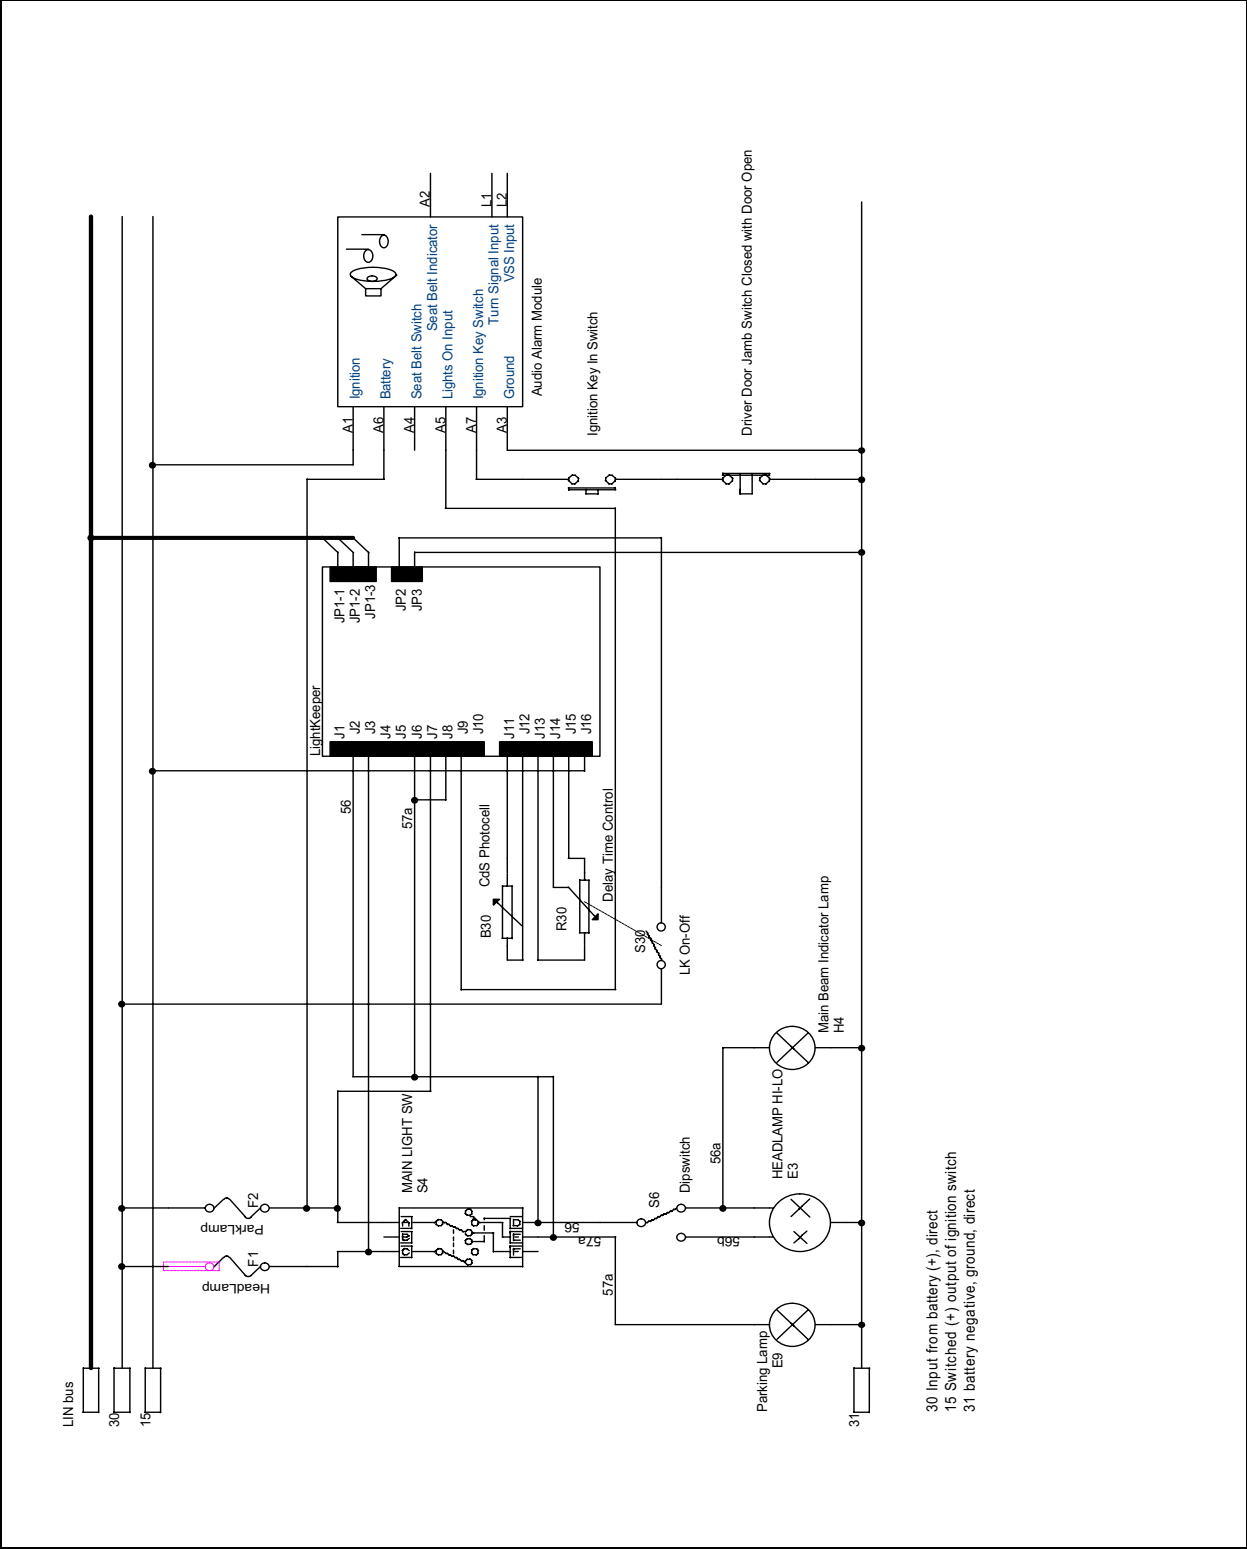 LIN bus
30
15
31
HeadLamp
F1
ParkLamp
F2
MAIN LIGHT SW
S4
A
B
C
D
E
F
56
57a
57a
S6
Dipswitch
56a
56b
Parking Lamp
E9
HEADLAMP HI-LO
E3
Main Beam Indicator Lamp
H4
LightKeeper
J1
J2
J3
J4
J5
J6
J7
J8
J9
J10
J11
J12
J13
J14
J15
J16
JP1-1
JP1-2
JP1-3
JP2
JP3
56
57a
CdS Photocell
B30
Delay Time Control
R30
S30
LK On-Off
A1
A6
A4
A5
A7
A3
A2
L1
L2
Ignition
Battery
Seat Belt Switch
Seat Belt Indicator
Lights On Input
Ignition Key Switch
Turn Signal Input
Ground
VSS Input
Audio Alarm Module
Ignition Key In Switch
Driver Door Jamb Switch Closed with Door Open
30 Input from battery (+), direct
15 Switched (+) output of ignition switch
31 battery negative, ground, direct